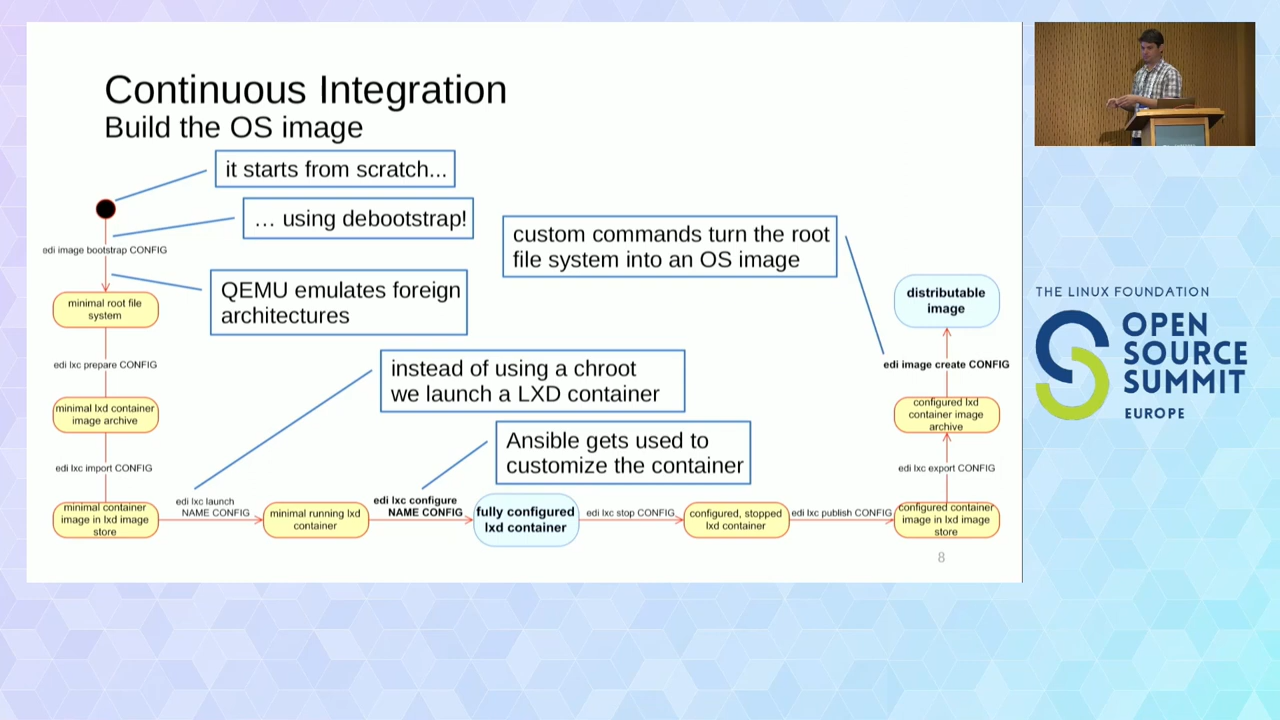 Continuous Integration
Build the OS image
it starts from scratch...
… using debootstrap!
edi image bootstrap CONFIG
QEMU emulates foreign
architectures
minimal root file
system
edi lxc prepare CONFIG
minimal lxd container
image archive
edi lxc import CONFIG
minimal container
image in lxd image
store
instead of using a chroot
we launch a LXD container
edi lxc launch
NAME CONFIG
minimal running lxd
container
Ansible gets used to
customize the container
edi lxc configure
NAME CONFIG
fully configured
lxd container
edi lxc stop CONFIG
configured, stopped
lxd container
edi lxc publish CONFIG
configured container
image in lxd image
store
edi lxc export CONFIG
configured lxd
container image
archive
custom commands turn the root
file system into an OS image
edi image create CONFIG
distributable
image
8
THE LINUX FOUNDATION
OPEN
SOURCE
SUMMIT
EUROPE